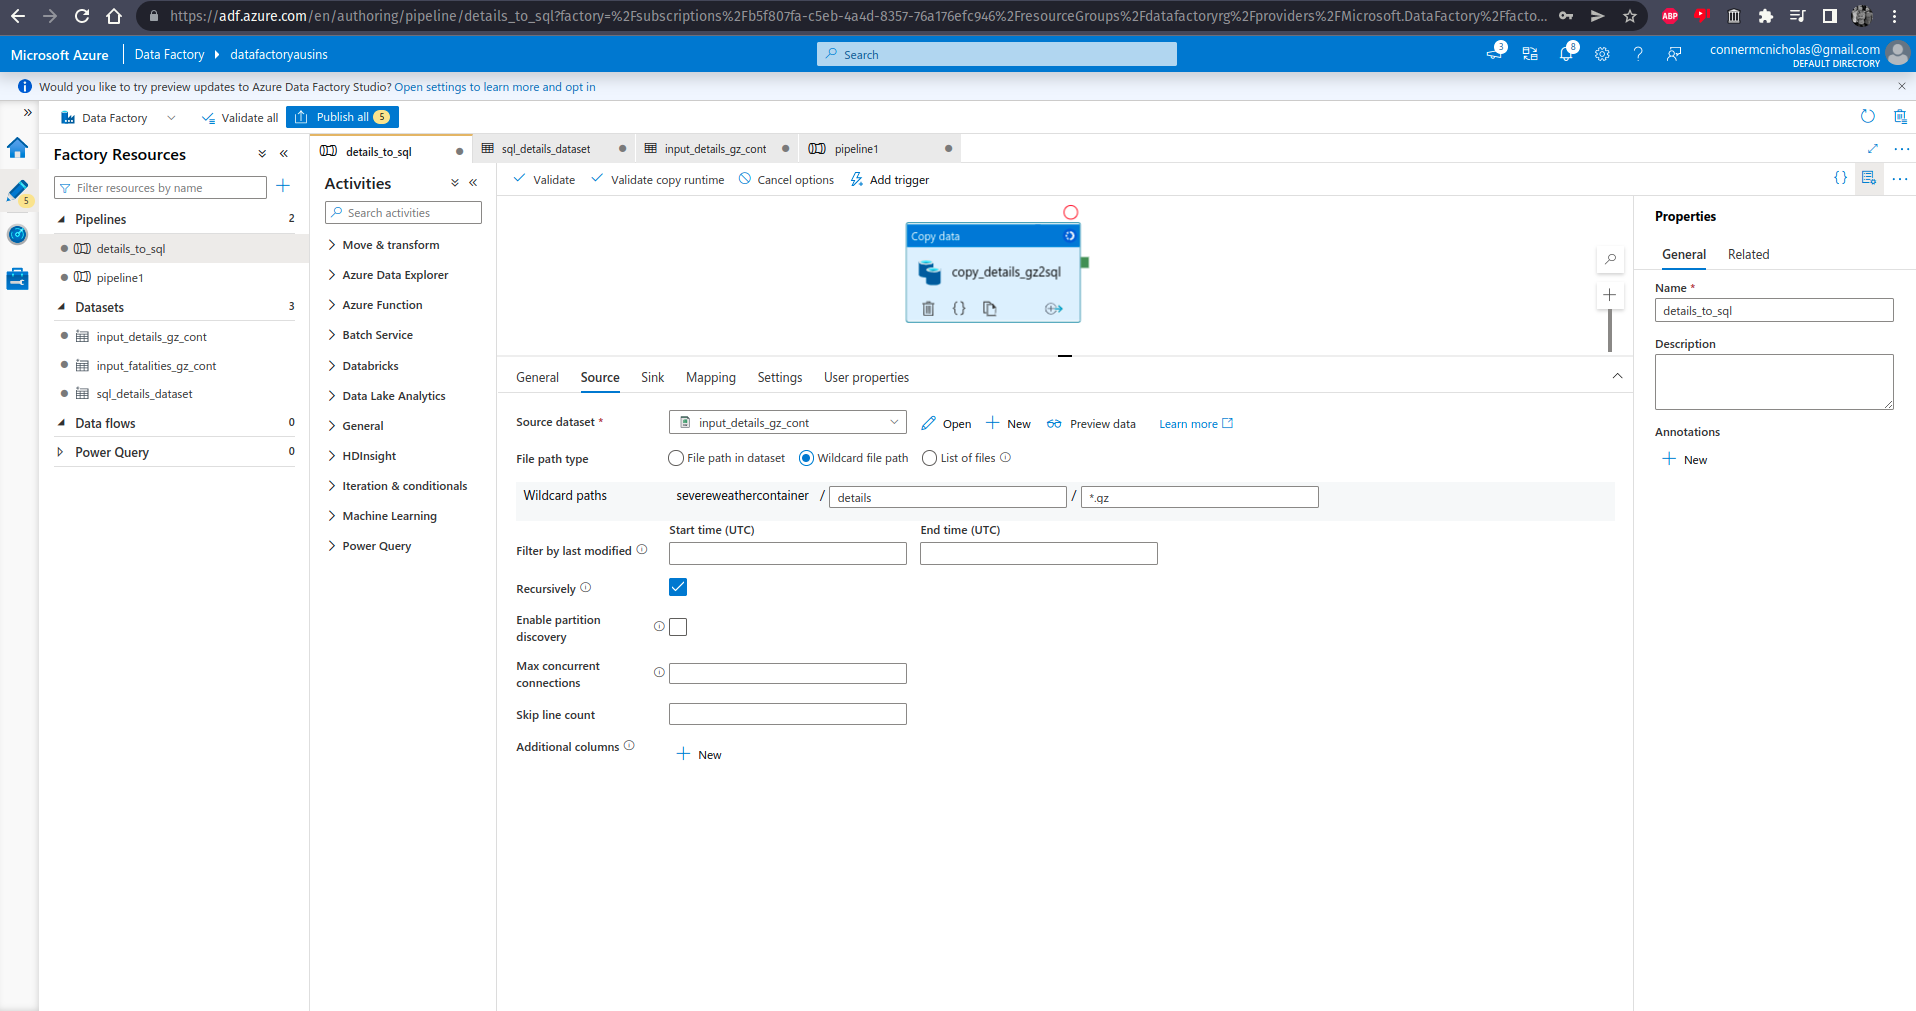 https://adf.azure.com/en/authoring/pipeline/details_to_sql?factory=%2Fsubscriptions%2Fb5f807fa-c5eb-4a4d-8357-76a176efc946%2FresourceGroups%2Fdatafactoryrg%2Fproviders%2FMicrosoft.DataFactory%2Ffacto...
ABP
Microsoft Azure
Data Factory
datafactoryausins
Search
3
8
?
connermcnicholas@gmail.com
DEFAULT DIRECTORY
Would you like to try preview updates to Azure Data Factory Studio? Open settings to learn more and opt in
Data Factory
Validate all
Publish all 5
5
Factory Resources
Filter resources by name
Pipelines 2
details_to_sql
pipeline1
Datasets 3
input_details_gz_cont
input_fatalities_gz_cont
sql_details_dataset
Data flows 0
Power Query 0
details_to_sql
sql_details_dataset
input_details_gz_cont
pipeline1
Activities
Search activities
Move & transform
Azure Data Explorer
Azure Function
Batch Service
Databricks
Data Lake Analytics
General
HDInsight
Iteration & conditionals
Machine Learning
Power Query
Validate
Validate copy runtime
Cancel options
Add trigger
{}
Copy data
copy_details_gz2sql
{}
General
Source
Sink
Mapping
Settings
User properties
Source dataset *
input_details_gz_cont
Open
New
Preview data
Learn more
File path type
File path in dataset
Wildcard file path
List of files
Wildcard paths
severeweathercontainer / details / *.gz
Start time (UTC)
End time (UTC)
Filter by last modified
Recursively
Enable partition
discovery
Max concurrent
connections
Skip line count
Additional columns
New
Properties
General
Related
Name *
details_to_sql
Description
Annotations
New